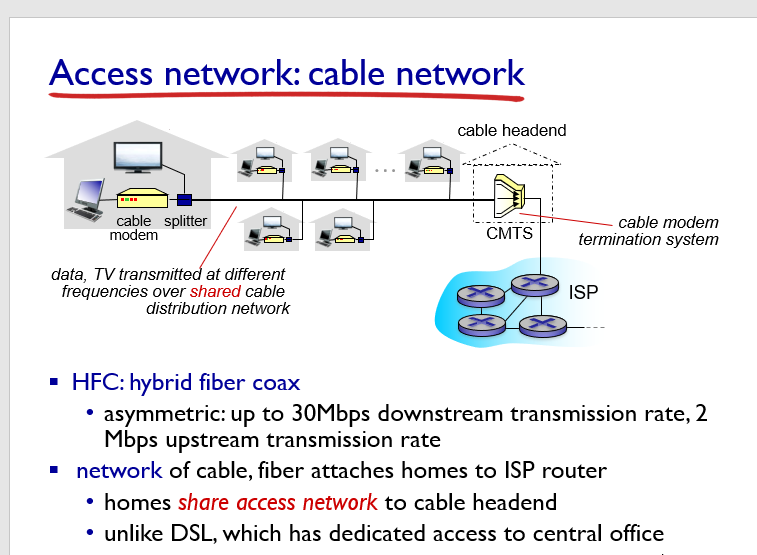 Access network: cable network
cable headend
cable
modem
splitter
CMTS
cable modem
termination system
data, TV transmitted at different
frequencies over shared cable
distribution network
ISP
HFC: hybrid fiber coax
asymmetric: up to 30Mbps downstream transmission rate, 2
Mbps upstream transmission rate
network of cable, fiber attaches homes to ISP router
homes share access network to cable headend
unlike DSL, which has dedicated access to central office